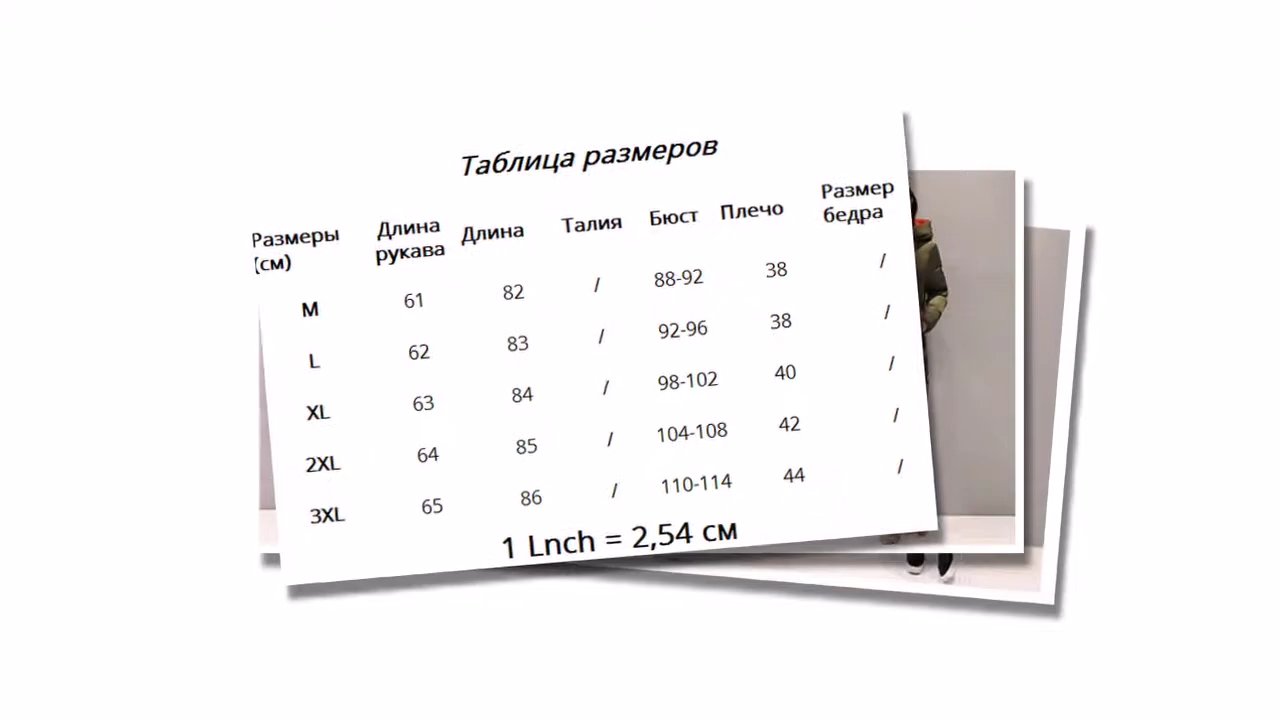 Таблица размеров
Размеры (см) Длина рукава Длина Талия Бюст Плечо Размер бедра
M 61 82 / 88-92 38 /
L 62 83 / 92-96 38 /
XL 63 84 / 98-102 40 /
2XL 64 85 / 104-108 42 /
3XL 65 86 / 110-114 44 /
1 Lnch = 2,54 см